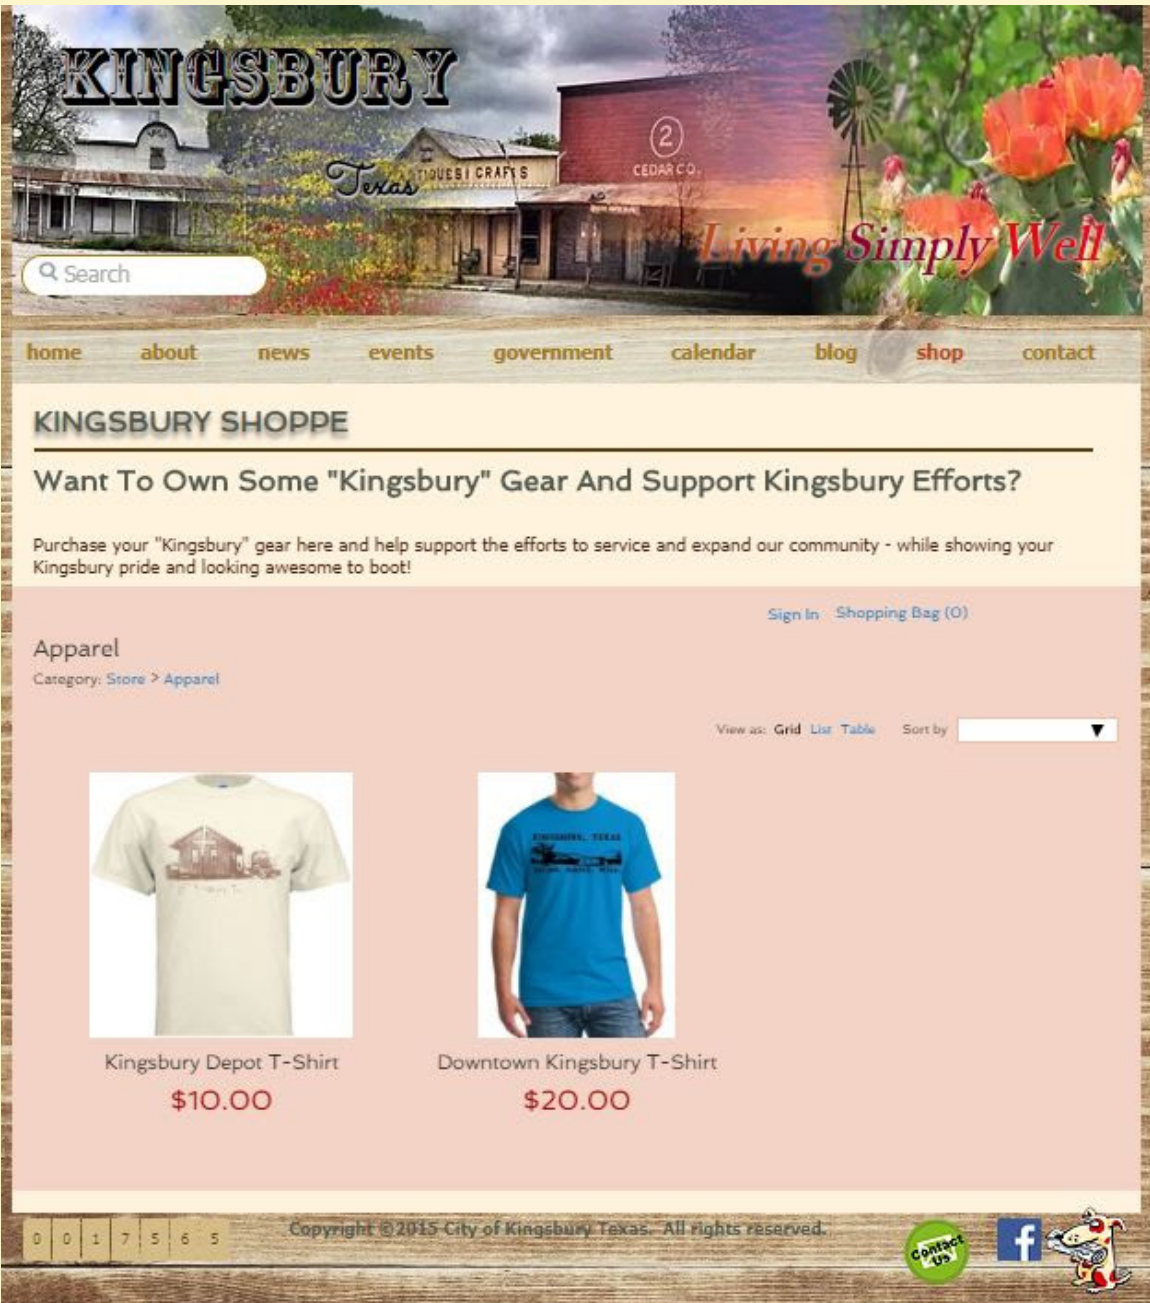 KINGSBURY
Texas
CRAFTS
2
CEDAR CO.
Living Simply Well
Search
home about news events government calendar blog shop contact
KINGSBURY SHOPPE
Want To Own Some "Kingsbury" Gear And Support Kingsbury Efforts?
Purchase your "Kingsbury" gear here and help support the efforts to service and expand our community - while showing your
Kingsbury pride and looking awesome to boot!
Sign In Shopping Bag (0)
Apparel
Category: Store > Apparel
View as: Grid List Table Sort by
KINGSBURY, TEXAS
Kingsbury Depot T-Shirt
Downtown Kingsbury T-Shirt
$10.00
$20.00
0 0 1 7 5 6 5
Copyright ©2015 City of Kingsbury Texas. All rights reserved.
Contact
Us
f